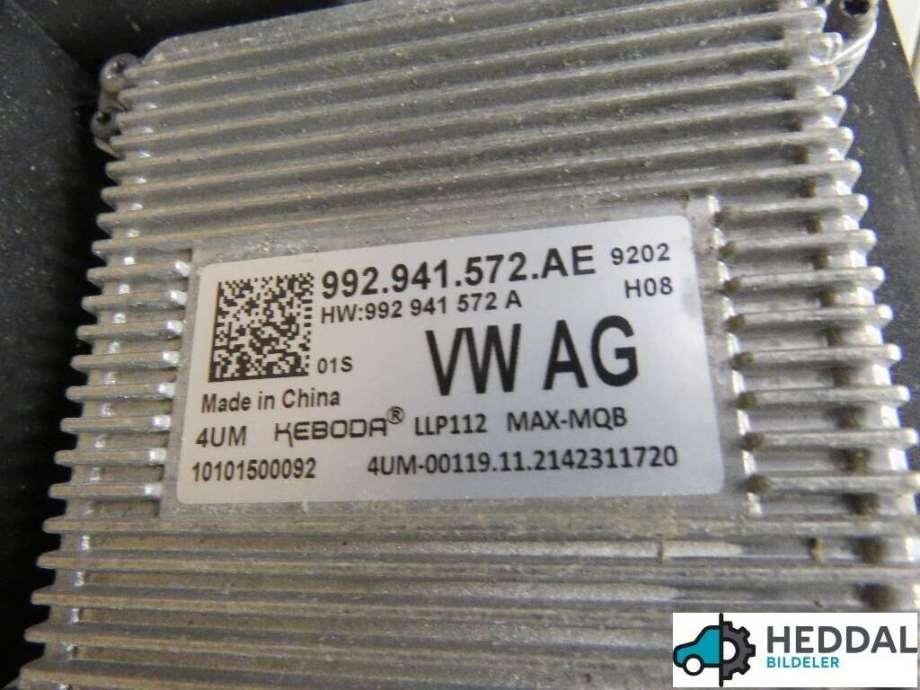 992.941.572.AE 9202
HW:992 941 572 A H08
01S VW AG
Made in China
4UM KEBODA® LLP112 MAX-MQB
10101500092 4UM-00119.11.2142311720
HEDDAL
BILDELER